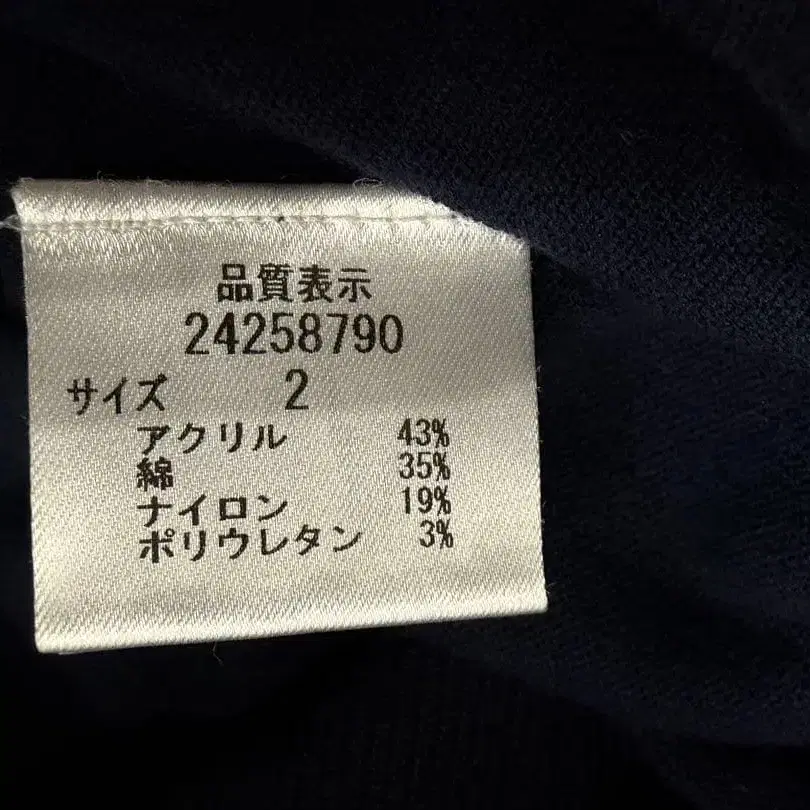 品質表示
24258790
サイズ 2
アクリル 43%
綿 35%
ナイロン 19%
ポリウレタン 3%